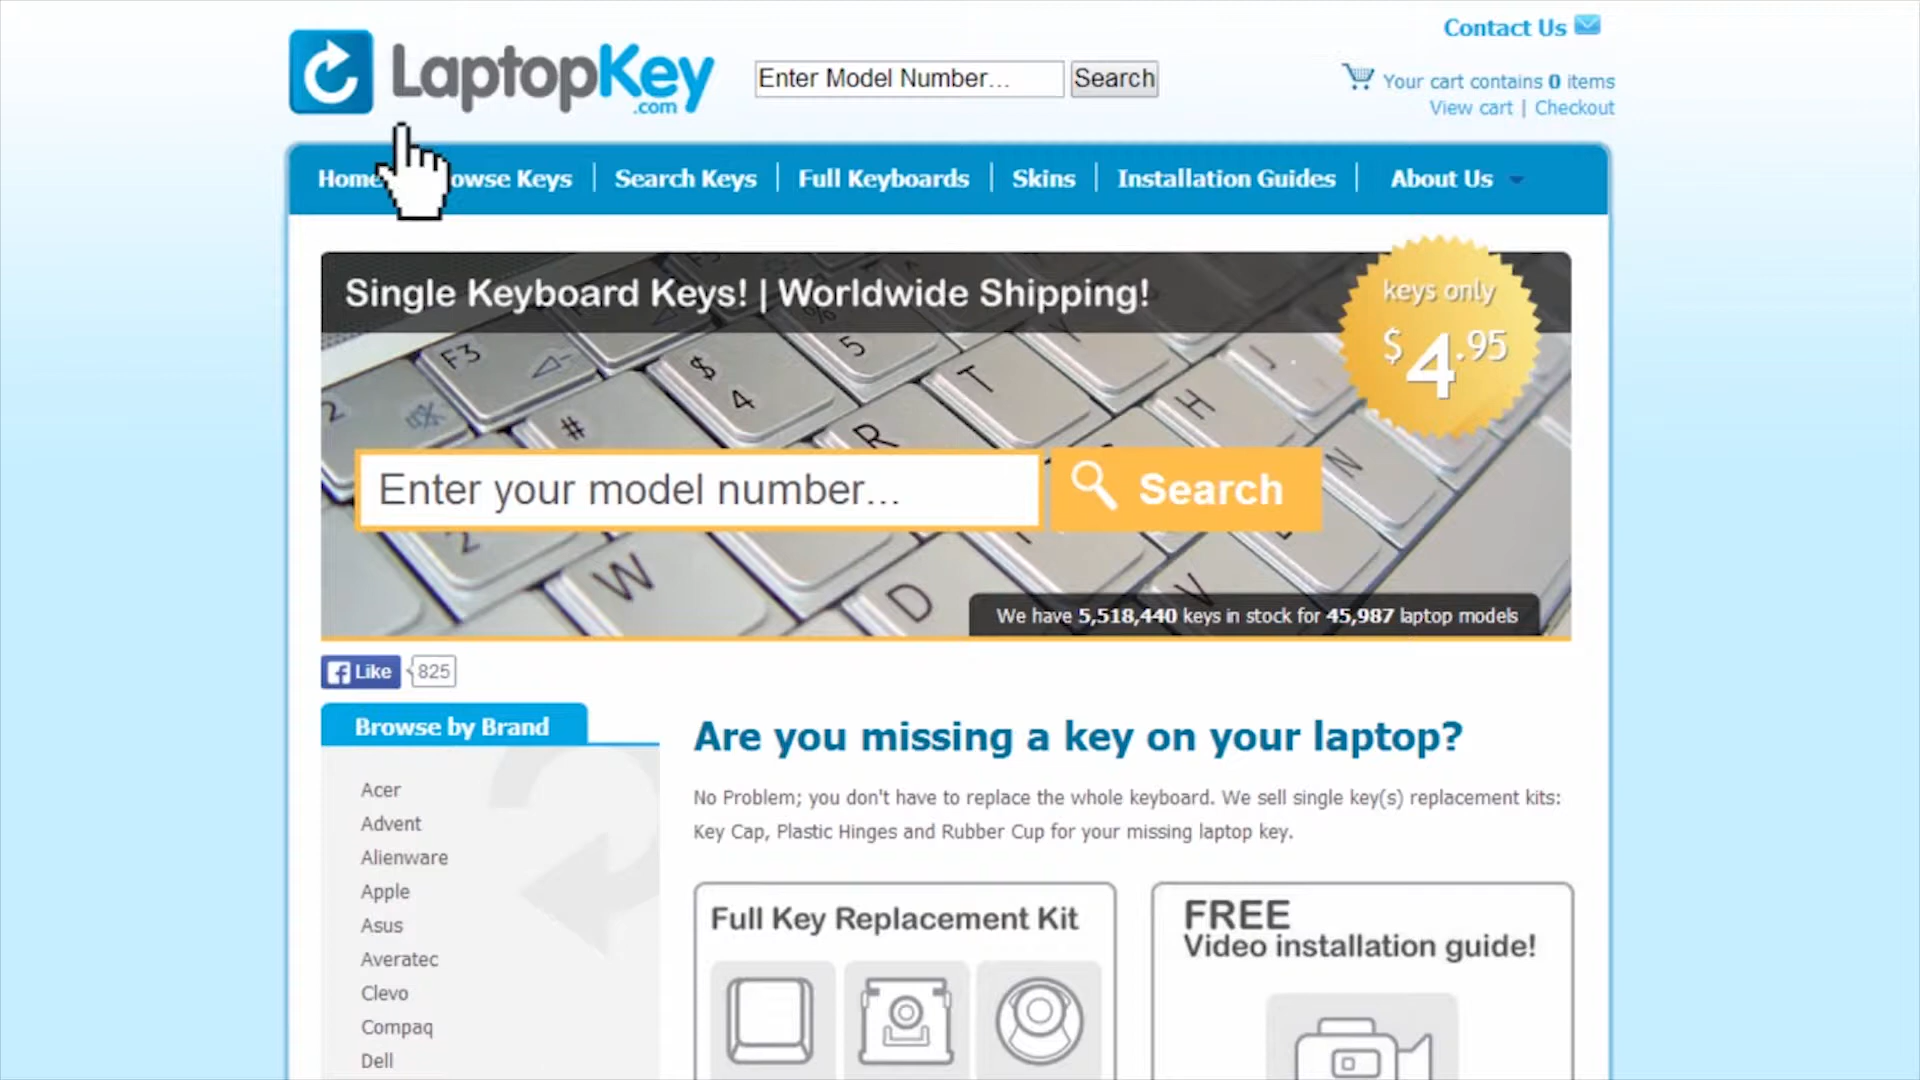 Contact Us
LaptopKey
.com
Enter Model Number...
Search
Your cart contains 0 items
View cart | Checkout
Home
owse Keys
Search Keys
Full Keyboards
Skins
Installation Guides
About Us
Single Keyboard Keys! | Worldwide Shipping!
keys only
$4.95
F3
$
4
5
T
#
R
H
N
2
Enter your model number...
Search
2
W
D
V
We have 5,518,440 keys in stock for 45,987 laptop models
Like
825
Browse by Brand
Acer
Advent
Alienware
Apple
Asus
Averatec
Clevo
Compaq
Dell
Are you missing a key on your laptop?
No Problem; you don't have to replace the whole keyboard. We sell single key(s) replacement kits:
Key Cap, Plastic Hinges and Rubber Cup for your missing laptop key.
Full Key Replacement Kit
FREE
Video installation guide!